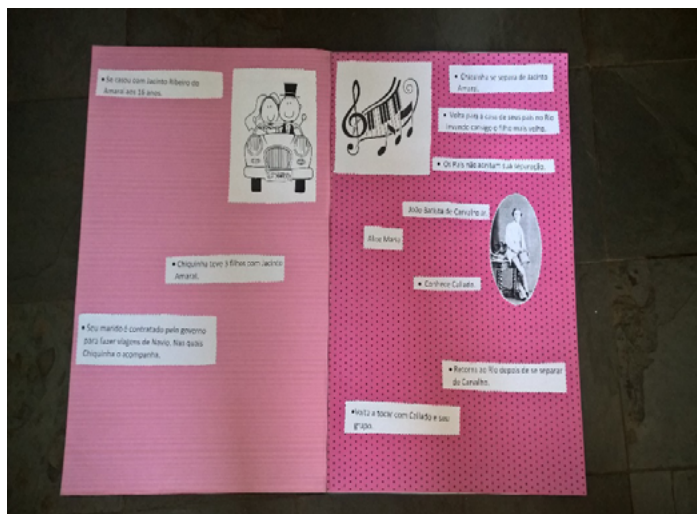 • Se casou com Jacinto Ribeiro do
Amaral aos 16 anos.
• Chiquinha teve 3 filhos com Jacinto
Amaral.
• Seu marido é contratado pelo governo
para fazer viagens de Navio. Nas quais
Chiquinha o acompanha.
• Chiquinha se separa de Jacinto
Amaral.
• Volta para a casa de seus pais no Rio
levando consigo o filho mais velho.
• Os Pais não aceitam sua separação.
João Batista de Carvalho Jr.
Alice Maria
• Conhece Callado.
• Retorna ao Rio depois de se separar
de Carvalho.
• Volta a tocar com Callado e seu
grupo.